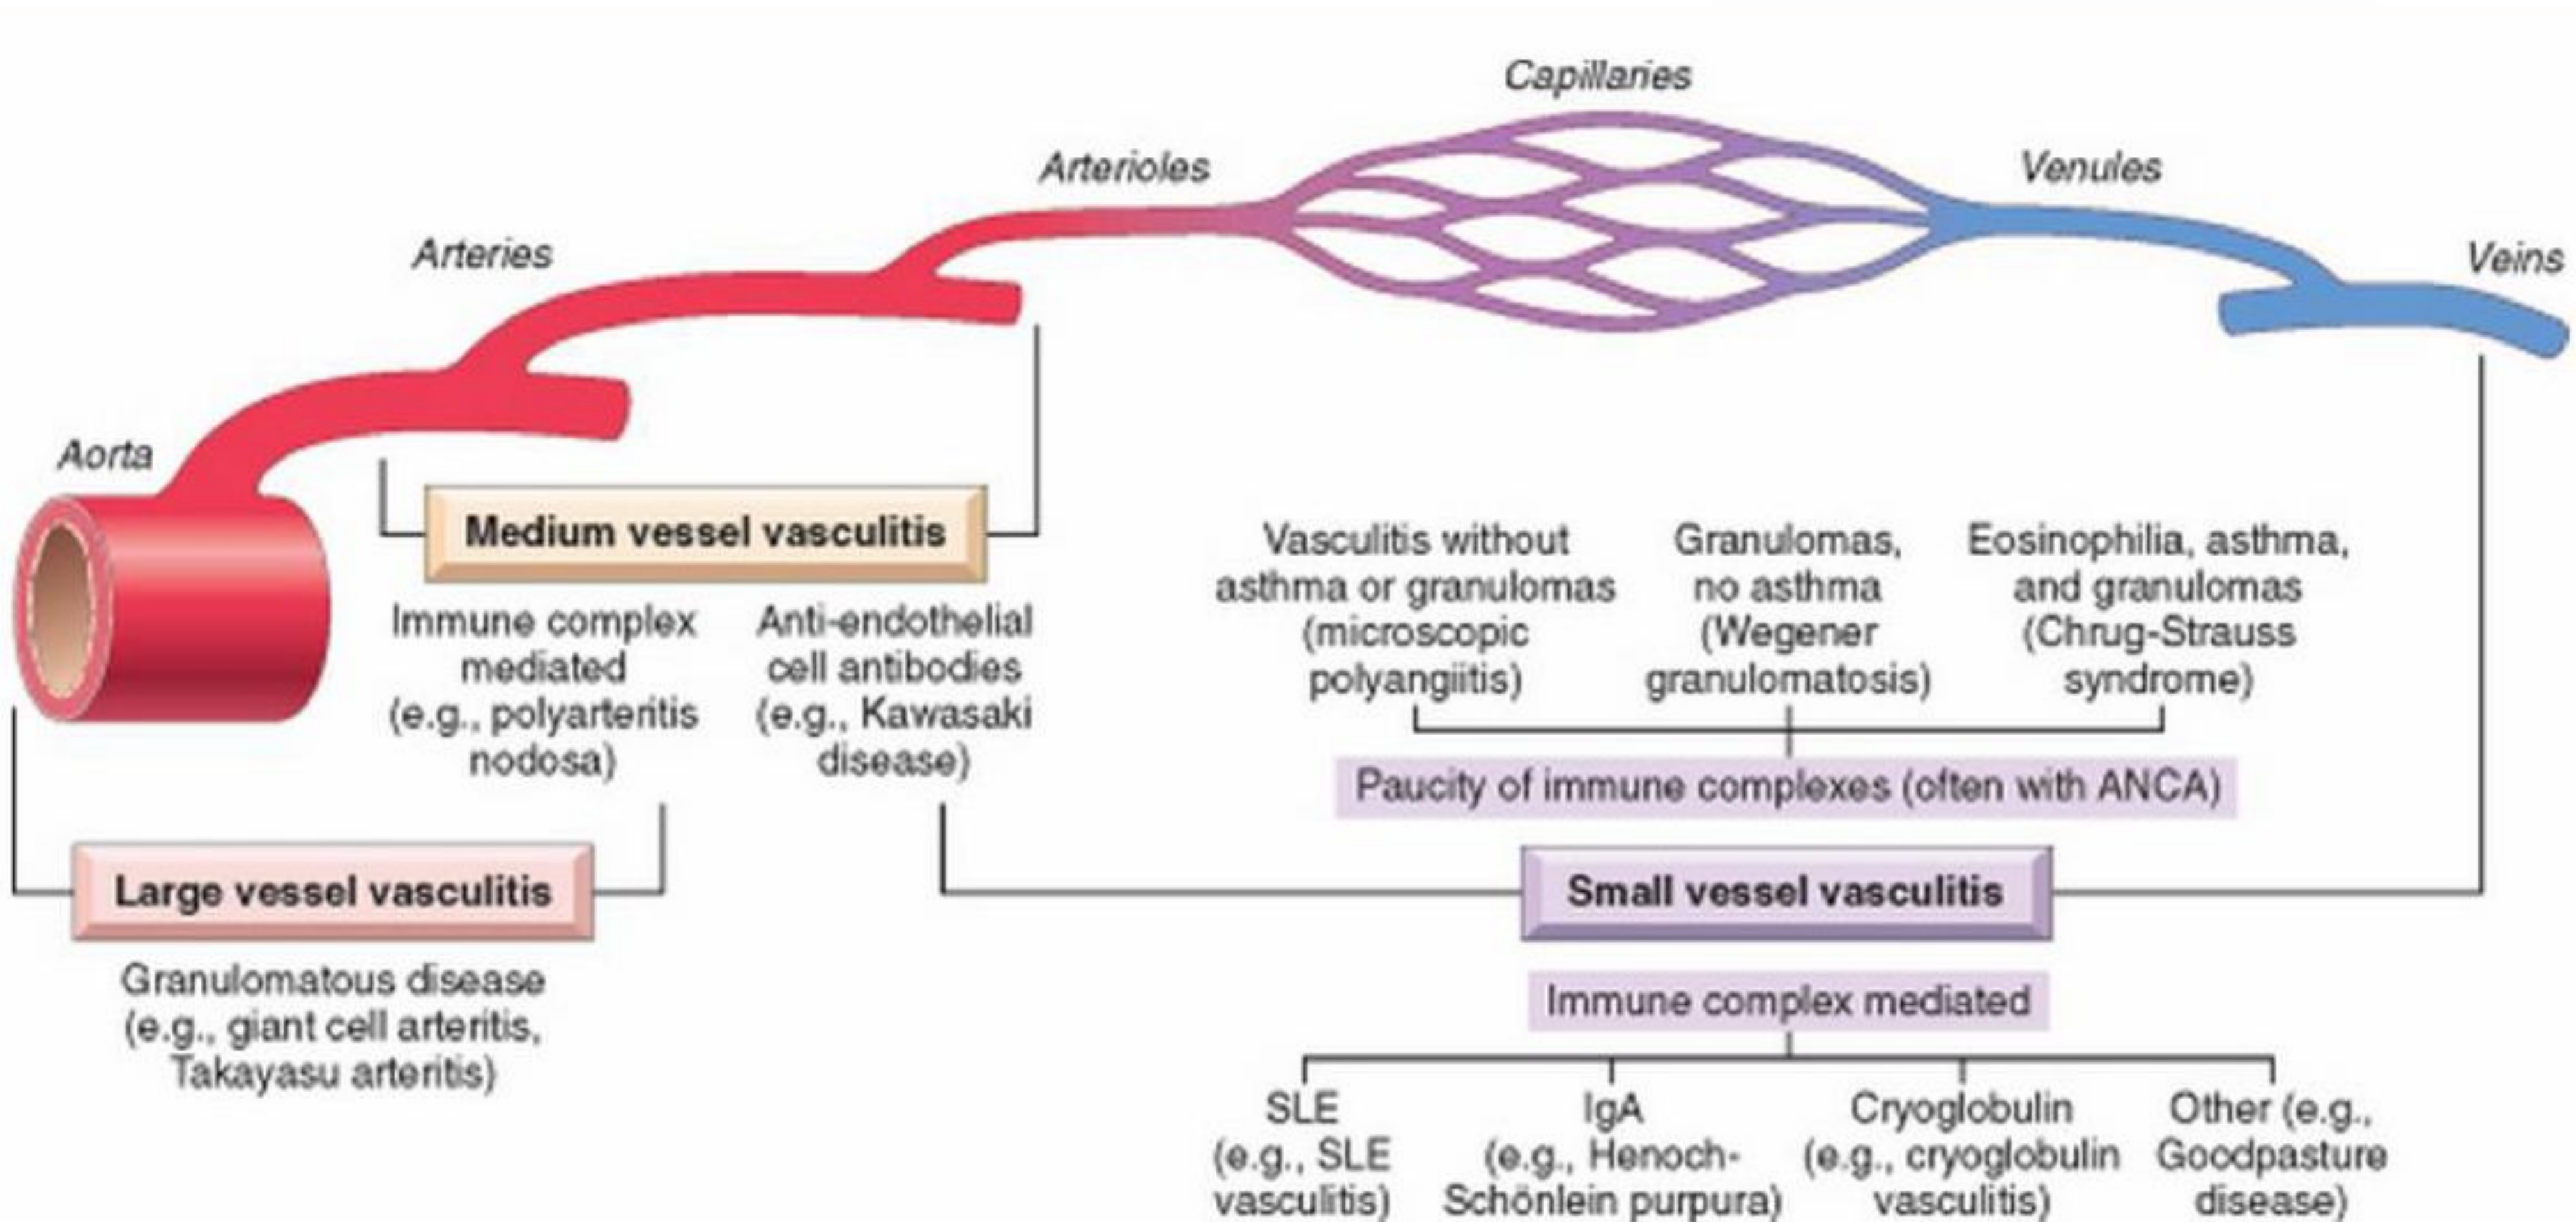 Capillaries
Arterioles
Venules
Arteries
Veins
Aorta
Medium vessel vasculitis
Immune complex
mediated
(e.g., polyarteritis
nodosa)
Anti-endothelial
cell antibodies
(e.g., Kawasaki
disease)
Vasculitis without
asthma or granulomas
(microscopic
polyangiitis)
Granulomas,
no asthma
(Wegener
granulomatosis)
Eosinophilia, asthma,
and granulomas
(Chrug-Strauss
syndrome)
Paucity of immune complexes (often with ANCA)
Large vessel vasculitis
Granulomatous disease
(e.g., giant cell arteritis,
Takayasu arteritis)
Small vessel vasculitis
Immune complex mediated
SLE
(e.g., SLE
vasculitis)
IgA
(e.g., Henoch-
Schönlein purpura)
Cryoglobulin
(e.g., cryoglobulin
vasculitis)
Other (e.g.,
Goodpasture
disease)